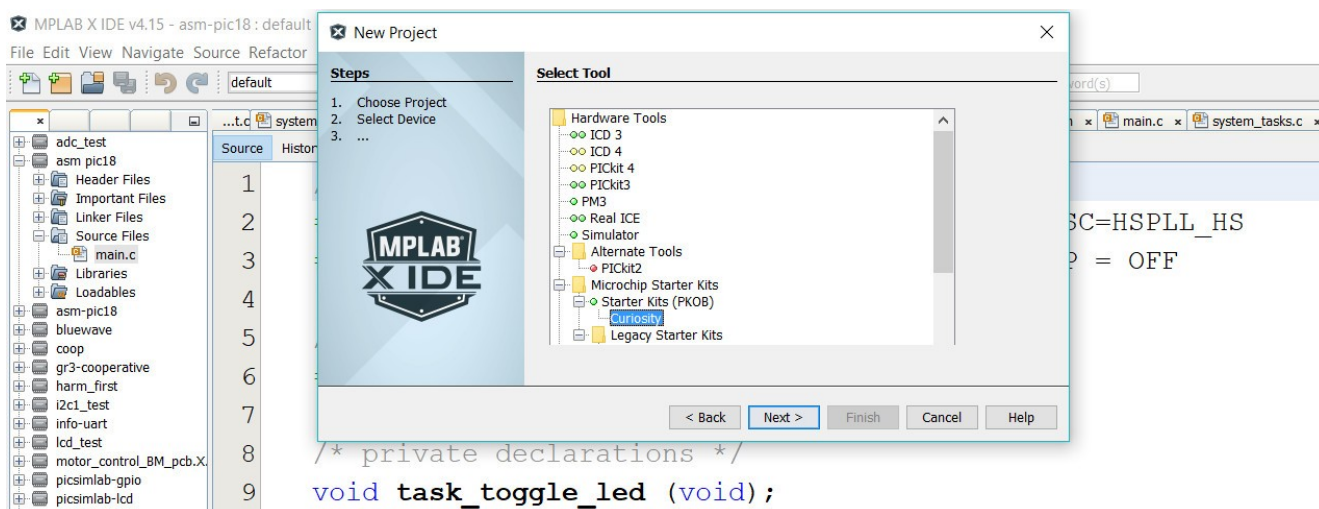 MPLAB X IDE v4.15 - asm-pic18 : default
File Edit View Navigate Source Refactor
default
...t.c system
Source Histor
adc_test
asm pic18
Header Files
Important Files
Linker Files
Source Files
main.c
Libraries
Loadables
asm-pic18
bluewave
coop
gr3-cooperative
harm_first
i2c1_test
info-uart
lcd_test
motor_control_BM_pcb.X.
picsimlab-gpio
picsimlab-lcd
New Project
Steps
1. Choose Project
2. Select Device
3. ...
MPLAB
X IDE
Select Tool
Hardware Tools
ICD 3
ICD 4
PICkit 4
PICkit3
PM3
Real ICE
Simulator
Alternate Tools
PICkit2
Microchip Starter Kits
Starter Kits (PKOB)
Curiosity
Legacy Starter Kits
< Back Next > Finish Cancel Help
main.c system_tasks.c
1
2 SC=HSPLL_HS
3 = OFF
4
5
6
7
8 /* private declarations */
9 void task_toggle_led (void);